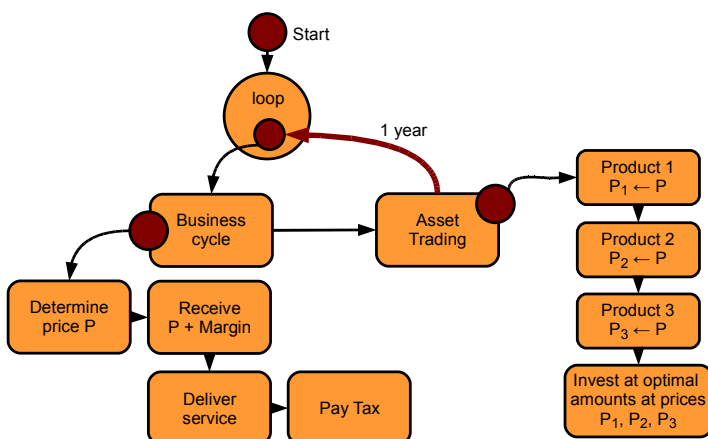 Start
loop
1 year
Business
cycle
Asset
Trading
Determine
price P
Receive
P + Margin
Deliver
service
Pay Tax
Product 1
P₁ ← P
Product 2
P₂ ← P
Product 3
P₃ ← P
Invest at optimal
amounts at prices
P₁, P₂, P₃